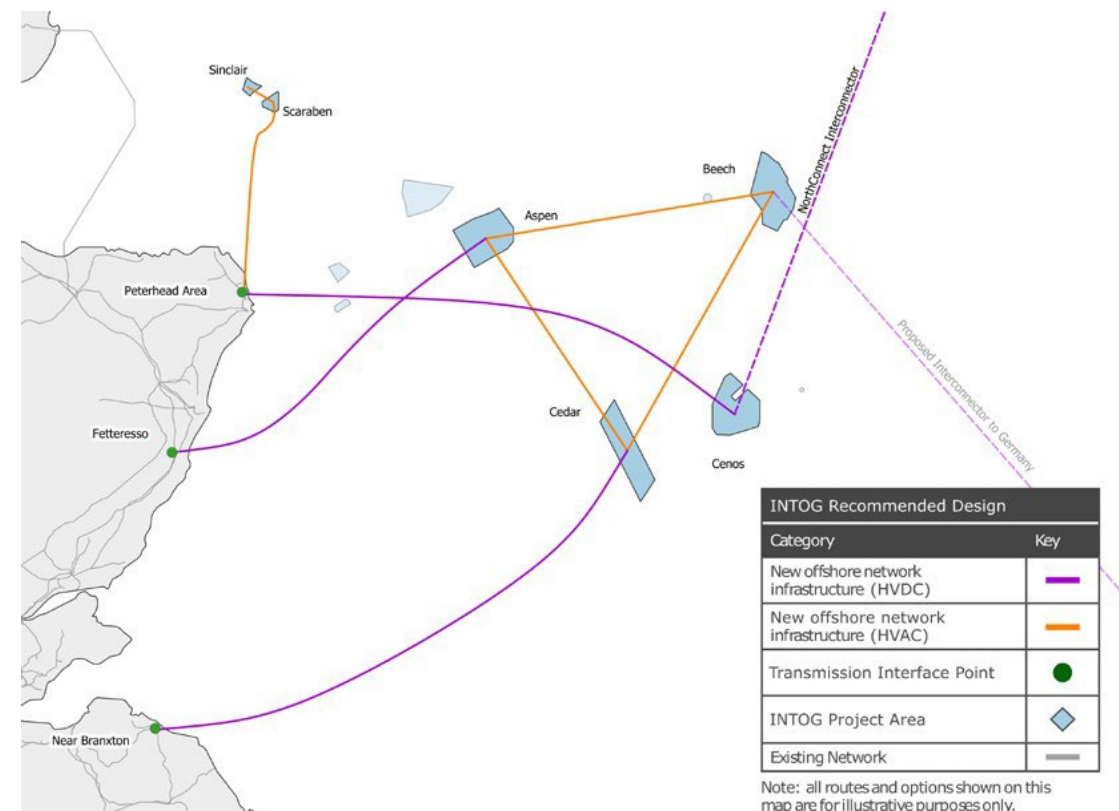 Sinclair
Scaraben
Beech
NorthConnect Interconnector
Aspen
Peterhead Area
Proposed Interconnector to Germany
Cedar
Fetteresso
Cenos
Near Branxton
INTOG Recommended Design
Category Key
New offshore network
infrastructure (HVDC)
New offshore network
infrastructure (HVAC)
Transmission Interface Point
INTOG Project Area
Existing Network
Note: all routes and options shown on this
map are for illustrative purposes only.